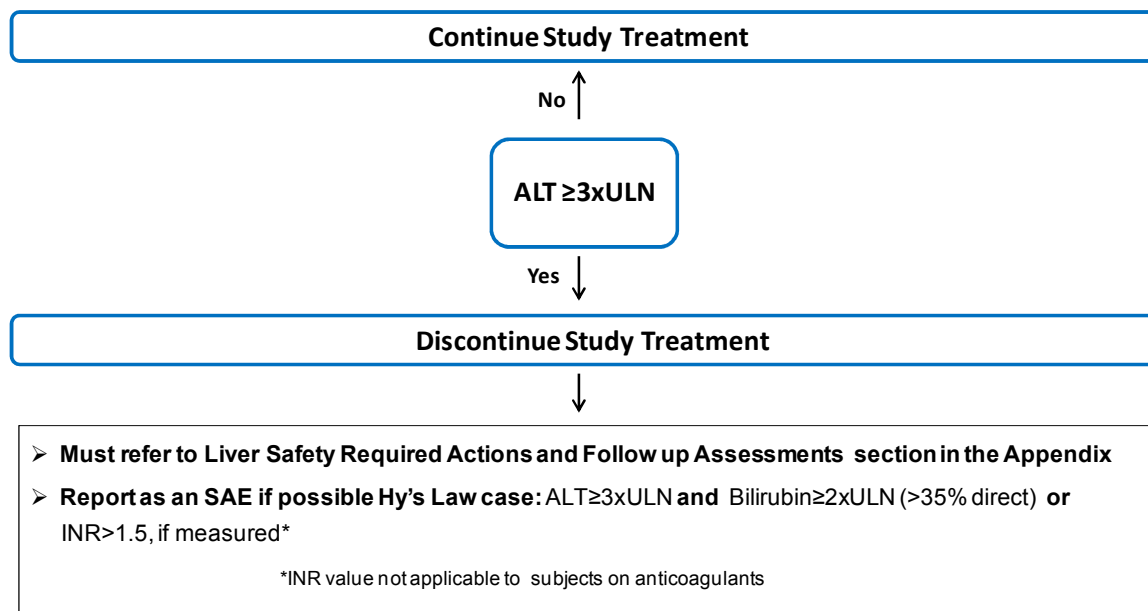 Continue Study Treatment
No
ALT ≥3xULN
Yes
Discontinue Study Treatment
➢ Must refer to Liver Safety Required Actions and Follow up Assessments section in the Appendix
➢ Report as an SAE if possible Hy's Law case: ALT≥3xULN and Bilirubin≥2xULN (>35% direct) or
INR>1.5, if measured*
*INR value not applicable to subjects on anticoagulants